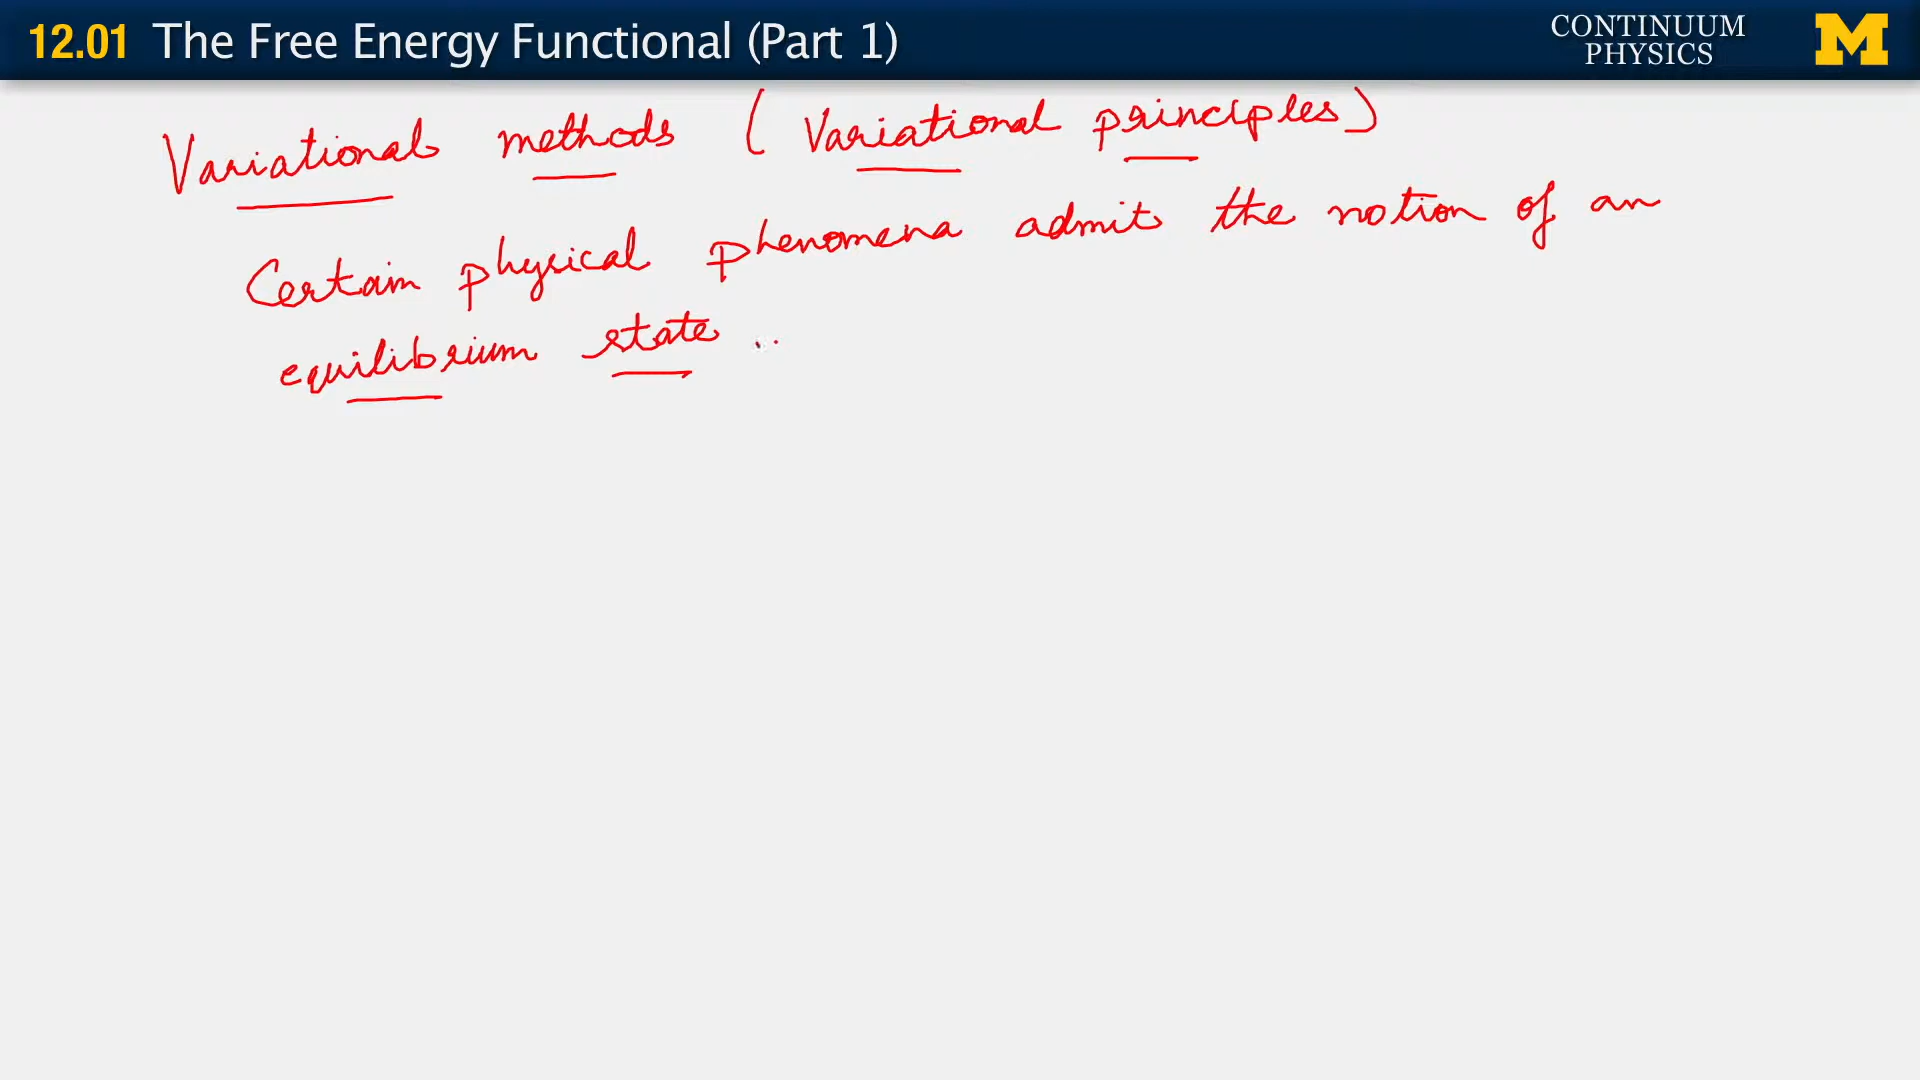 12.01 The Free Energy Functional (Part 1)
CONTINUUM
PHYSICS
M
Variational methods (Variational principles)
Certain physical phenomena admit the notion of an
equilibrium state ..